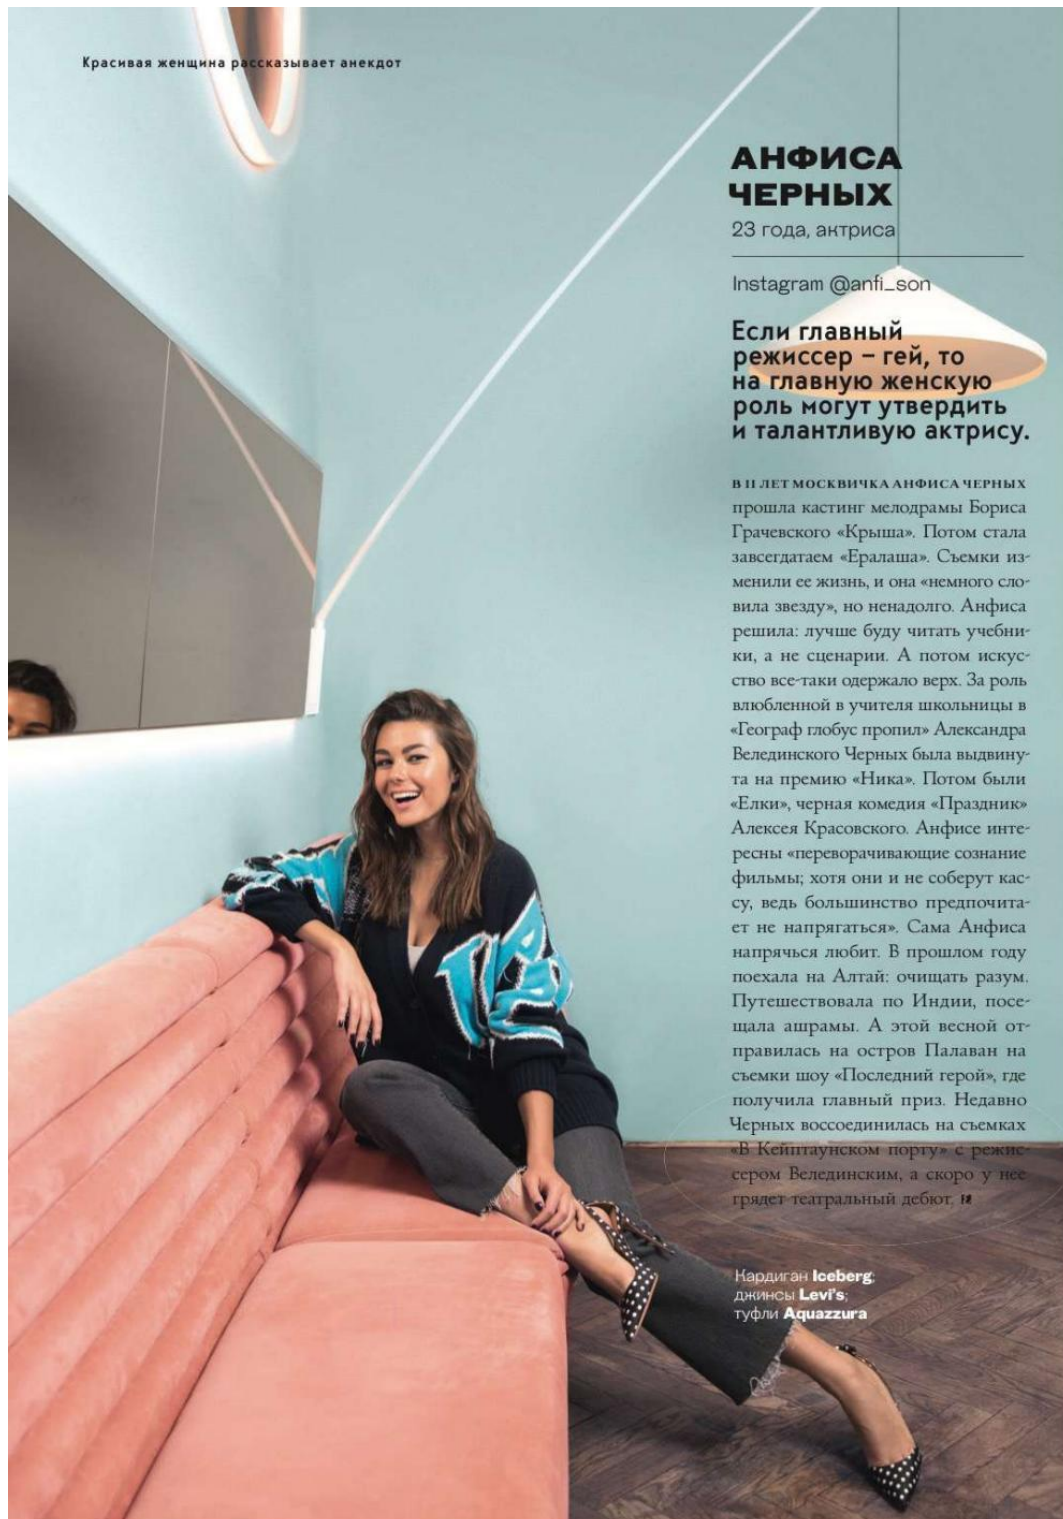 Красивая женщина рассказывает анекдот
АНФИСА
ЧЕРНЫХ
23 года, актриса
Instagram @anfi_son
Если главный
режиссер – гей, то
на главную женскую
роль могут утвердить
и талантливую актрису.
В 11 ЛЕТ МОСКВИЧКА АНФИСА ЧЕРНЫХ
прошла кастинг мелодрамы Бориса
Грачевского «Крыша». Потом стала
завсегдатаем «Ералаша». Съемки из-
менили ее жизнь, и она «немного сло-
вила звезду», но ненадолго. Анфиса
решила: лучше буду читать учебни-
ки, а не сценарии. А потом искус-
ство все-таки одержало верх. За роль
влюбленной в учителя школьницы в
«Географ глобус пропил» Александра
Велединского Черных была выдвину-
та на премию «Ника». Потом были
«Елки», черная комедия «Праздник»
Алексея Красовского. Анфисе инте-
ресны «переворачивающие сознание
фильмы; хотя они и не соберут кас-
су, ведь большинство предпочита-
ет не напрягаться». Сама Анфиса
напрячься любит. В прошлом году
поехала на Алтай: очищать разум.
Путешествовала по Индии, посе-
щала ашрамы. А этой весной от-
правилась на остров Палаван на
съемки шоу «Последний герой», где
получила главный приз. Недавно
Черных воссоединилась на съемках
«В Кейптаунском порту» с режис-
сером Велединским, а скоро у нее
грядет театральный дебют.
Кардиган Iceberg;
джинсы Levi's;
туфли Aquazzura